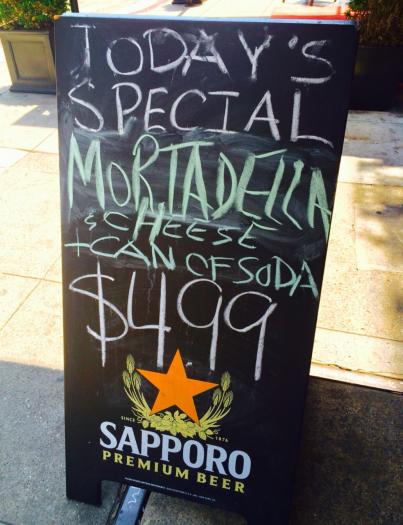 TODAY'S
SPECIAL
MORTADELLA
& CHEESE
+CAN OF SODA
$499
SINCE 1876
SAPPORO
PREMIUM BEER